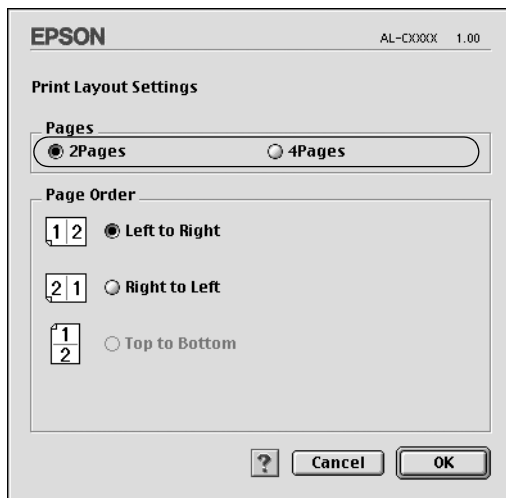 EPSON AL-CXXXX 1.00
Print Layout Settings
Pages
2Pages 4Pages
Page Order
1 2 Left to Right
2 1 Right to Left
1
2 Top to Bottom
? Cancel OK